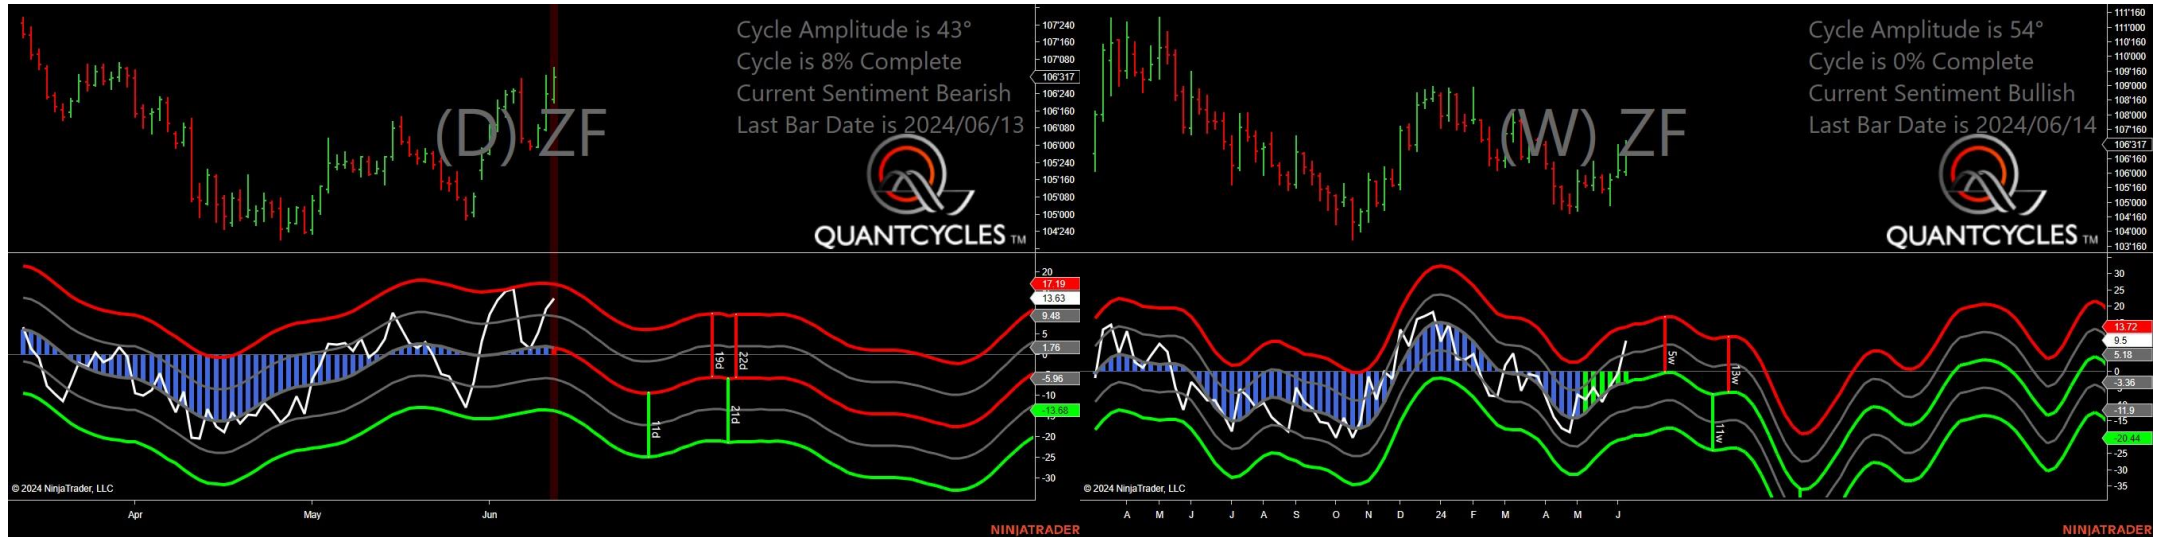 Cycle Amplitude is 43°
Cycle is 8% Complete
Current Sentiment Bearish
Last Bar Date is 2024/06/13
(D) ZF
QUANTCYCLES TM
107'240
107'160
107'080
106'317
106'240
106'160
106'080
106'000
105'240
105'160
105'080
105'000
104'240
20
17.19
13.63
9.48
5
1.76
0
-5.96
-10
-13.68
-20
-25
-30
11d
19d
21d
22d
© 2024 NinjaTrader, LLC
Apr
May
Jun
NINJATRADER
Cycle Amplitude is 54°
Cycle is 0% Complete
Current Sentiment Bullish
Last Bar Date is 2024/06/14
(W) ZF
QUANTCYCLES TM
111'160
111'000
110'160
110'000
109'160
109'000
108'160
108'000
107'160
106'317
106'160
106'000
105'160
105'000
104'160
104'000
103'160
30
25
20
13.72
9.5
5.18
0
-3.36
-11.9
-15
-20.44
-25
-30
-35
5w
11w
13w
© 2024 NinjaTrader, LLC
A M J J A S O N D 24 F M A M J
NINJATRADER